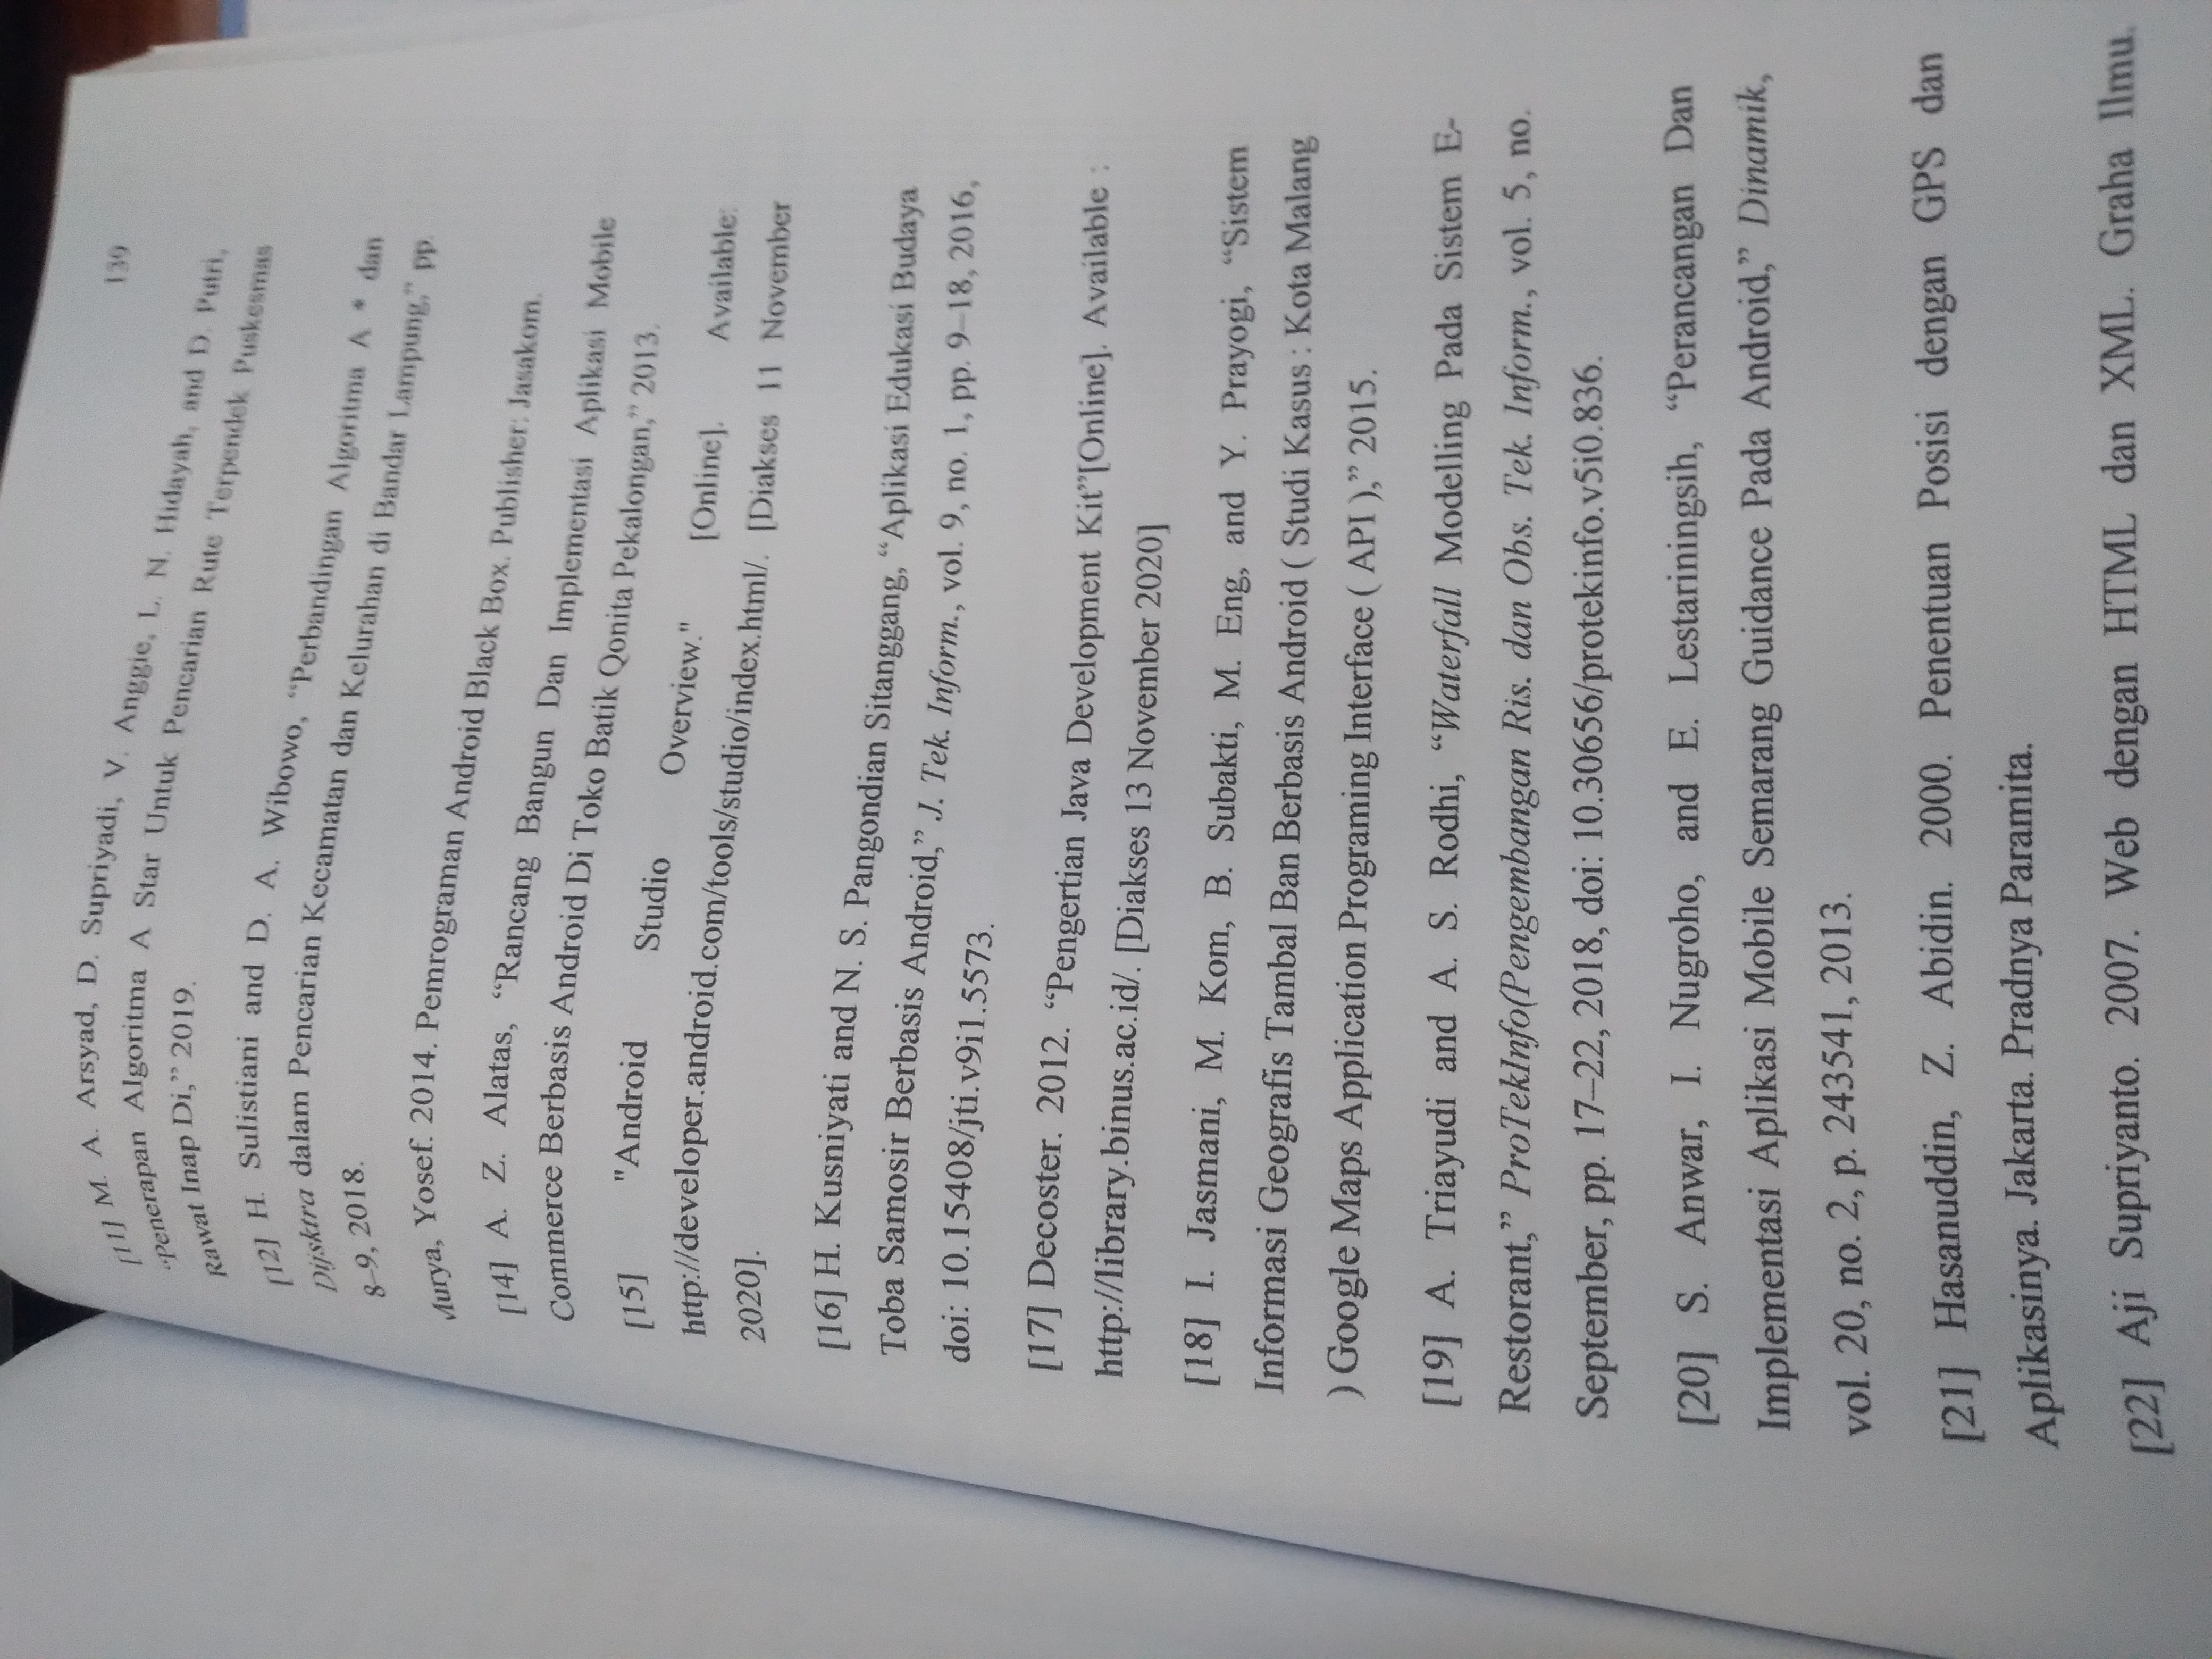 139
[11] M. A. Arsyad, D. Supriyadi, V. Anggie, L. N. Hidayah, and D. Putri,
“Penerapan Algoritma A Star Untuk Pencarian Rute Terpendek Puskesmas
Rawat Inap Di,” 2019.
[12] H. Sulistiani and D. A. Wibowo, “Perbandingan Algoritma A * dan
Dijsktra dalam Pencarian Kecamatan dan Kelurahan di Bandar Lampung,” pp.
8–9, 2018.
Murya, Yosef. 2014. Pemrograman Android Black Box. Publisher: Jasakom.
[14] A. Z. Alatas, “Rancang Bangun Dan Implementasi Aplikasi Mobile
Commerce Berbasis Android Di Toko Batik Qonita Pekalongan,” 2013.
[15] "Android Studio Overview." [Online]. Available:
http://developer.android.com/tools/studio/index.html/. [Diakses 11 November
2020].
[16] H. Kusniyati and N. S. Pangondian Sitanggang, “Aplikasi Edukasi Budaya
Toba Samosir Berbasis Android,” J. Tek. Inform., vol. 9, no. 1, pp. 9–18, 2016,
doi: 10.15408/jti.v9i1.5573.
[17] Decoster. 2012. “Pengertian Java Development Kit”[Online]. Available :
http://library.binus.ac.id/. [Diakses 13 November 2020]
[18] I. Jasmani, M. Kom, B. Subakti, M. Eng, and Y. Prayogi, “Sistem
Informasi Geografis Tambal Ban Berbasis Android ( Studi Kasus : Kota Malang
) Google Maps Application Programing Interface ( API ),” 2015.
[19] A. Triayudi and A. S. Rodhi, “Waterfall Modelling Pada Sistem E-
Restorant,” ProTekInfo(Pengembangan Ris. dan Obs. Tek. Inform., vol. 5, no.
September, pp. 17–22, 2018, doi: 10.30656/protekinfo.v5i0.836.
[20] S. Anwar, I. Nugroho, and E. Lestariningsih, “Perancangan Dan
Implementasi Aplikasi Mobile Semarang Guidance Pada Android,” Dinamik,
vol. 20, no. 2, p. 243541, 2013.
[21] Hasanuddin, Z. Abidin. 2000. Penentuan Posisi dengan GPS dan
Aplikasinya. Jakarta. Pradnya Paramita.
[22] Aji Supriyanto. 2007. Web dengan HTML dan XML. Graha Ilmu.